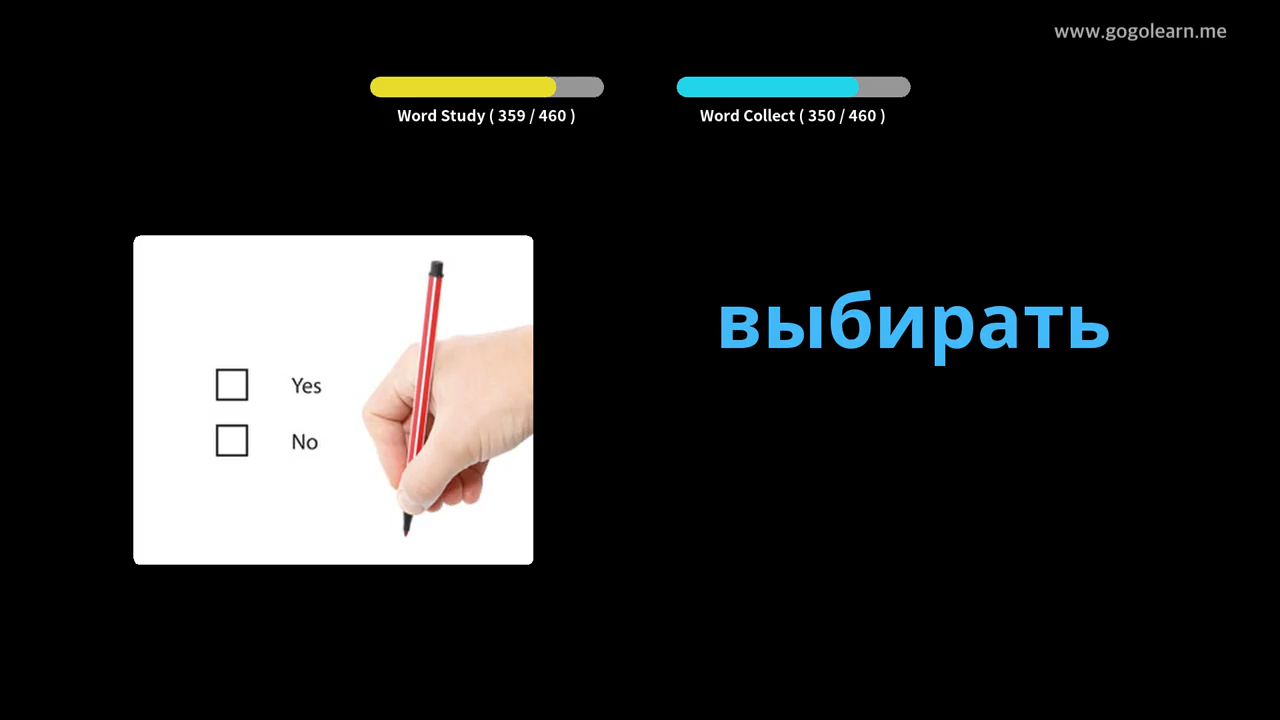 www.gogolearn.me
Word Study ( 359 / 460 )
Word Collect ( 350 / 460 )
выбирать
Yes
No